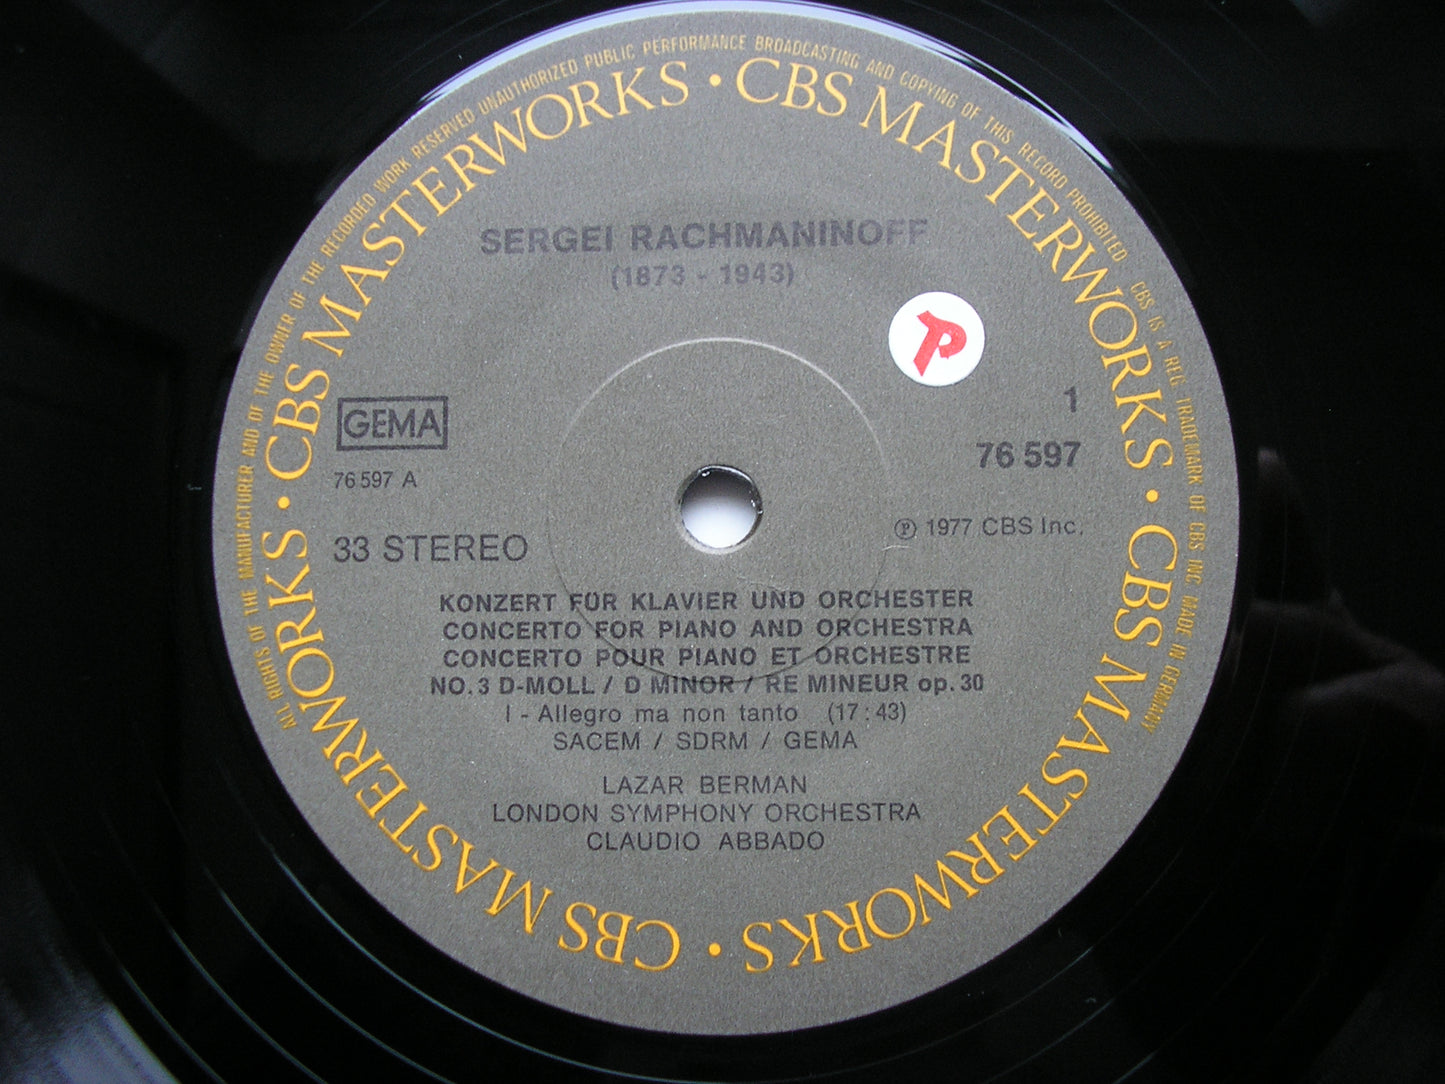 ALL RIGHTS OF THE MANUFACTURER AND OF THE OWNER OF THE RECORDED WORK RESERVED UNAUTHORIZED PUBLIC PERFORMANCE BROADCASTING AND COPYING OF THIS RECORD PROHIBITED CBS IS A REG. TRADEMARK OF CBS INC. MADE IN GERMANY
CBS MASTERWORKS · CBS MASTERWORKS · CBS MASTERWORKS · CBS MASTERWORKS ·
SERGEI RACHMANINOFF
(1873 - 1943)
P
GEMA
1
76 597 A
76 597
33 STEREO
℗ 1977 CBS Inc.
KONZERT FÜR KLAVIER UND ORCHESTER
CONCERTO FOR PIANO AND ORCHESTRA
CONCERTO POUR PIANO ET ORCHESTRE
NO. 3 D-MOLL / D MINOR / RE MINEUR op. 30
I - Allegro ma non tanto (17 : 43)
SACEM / SDRM / GEMA
LAZAR BERMAN
LONDON SYMPHONY ORCHESTRA
CLAUDIO ABBADO